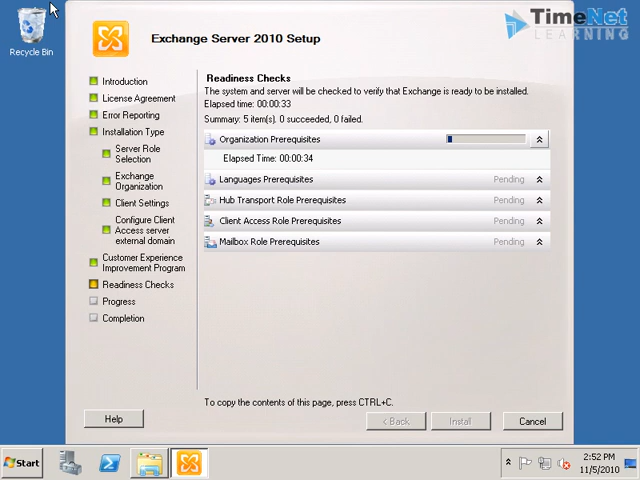 Recycle Bin
TimeNet
LEARNING
Exchange Server 2010 Setup
Introduction
License Agreement
Error Reporting
Installation Type
Server Role
Selection
Exchange
Organization
Client Settings
Configure Client
Access server
external domain
Customer Experience
Improvement Program
Readiness Checks
Progress
Completion
Readiness Checks
The system and server will be checked to verify that Exchange is ready to be installed.
Elapsed time: 00:00:33
Summary: 5 item(s). 0 succeeded, 0 failed.
Organization Prerequisites
Elapsed Time: 00:00:34
Languages Prerequisites Pending
Hub Transport Role Prerequisites Pending
Client Access Role Prerequisites Pending
Mailbox Role Prerequisites Pending
To copy the contents of this page, press CTRL+C.
Help
< Back
Install
Cancel
Start
2:52 PM
11/5/2010